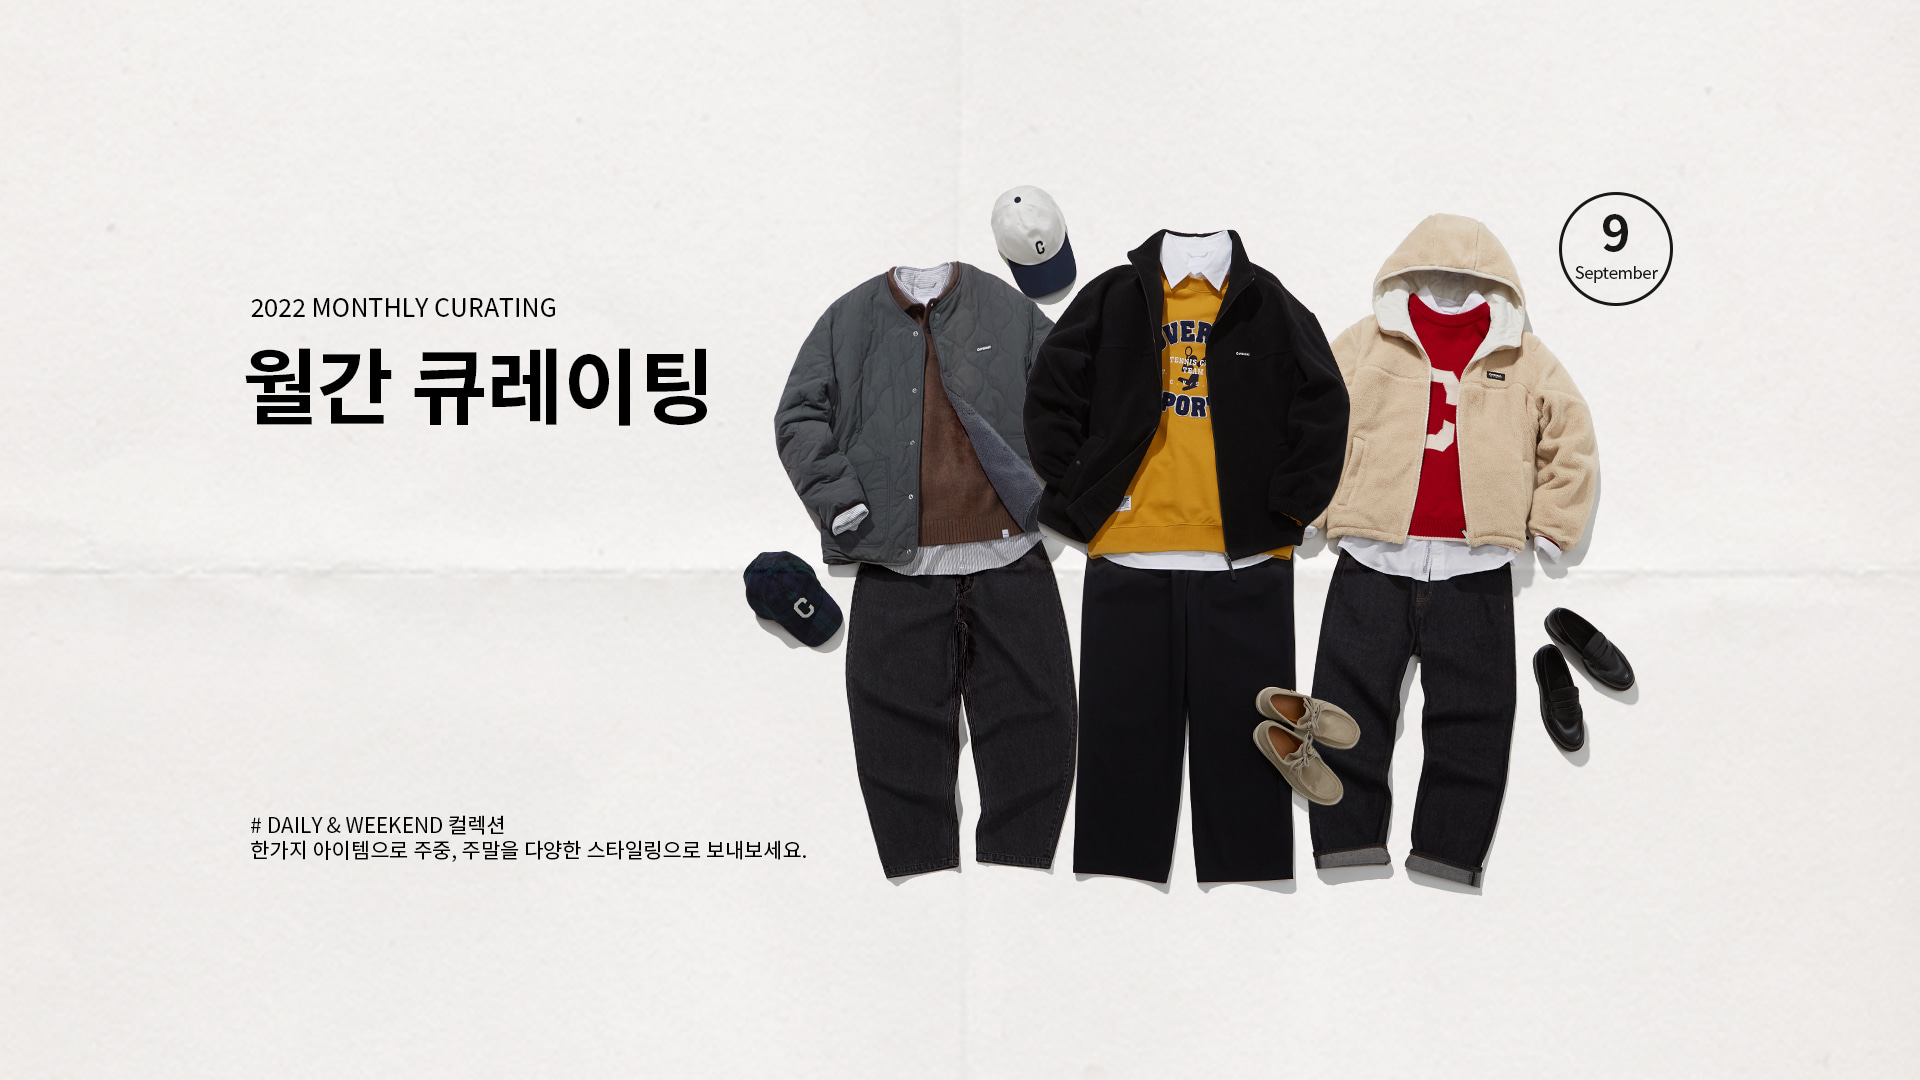 2022 MONTHLY CURATING
월간 큐레이팅
9
September
C
TENNIS
TEAM
C
C
# DAILY & WEEKEND 컬렉션
한가지 아이템으로 주중, 주말을 다양한 스타일링으로 보내보세요.